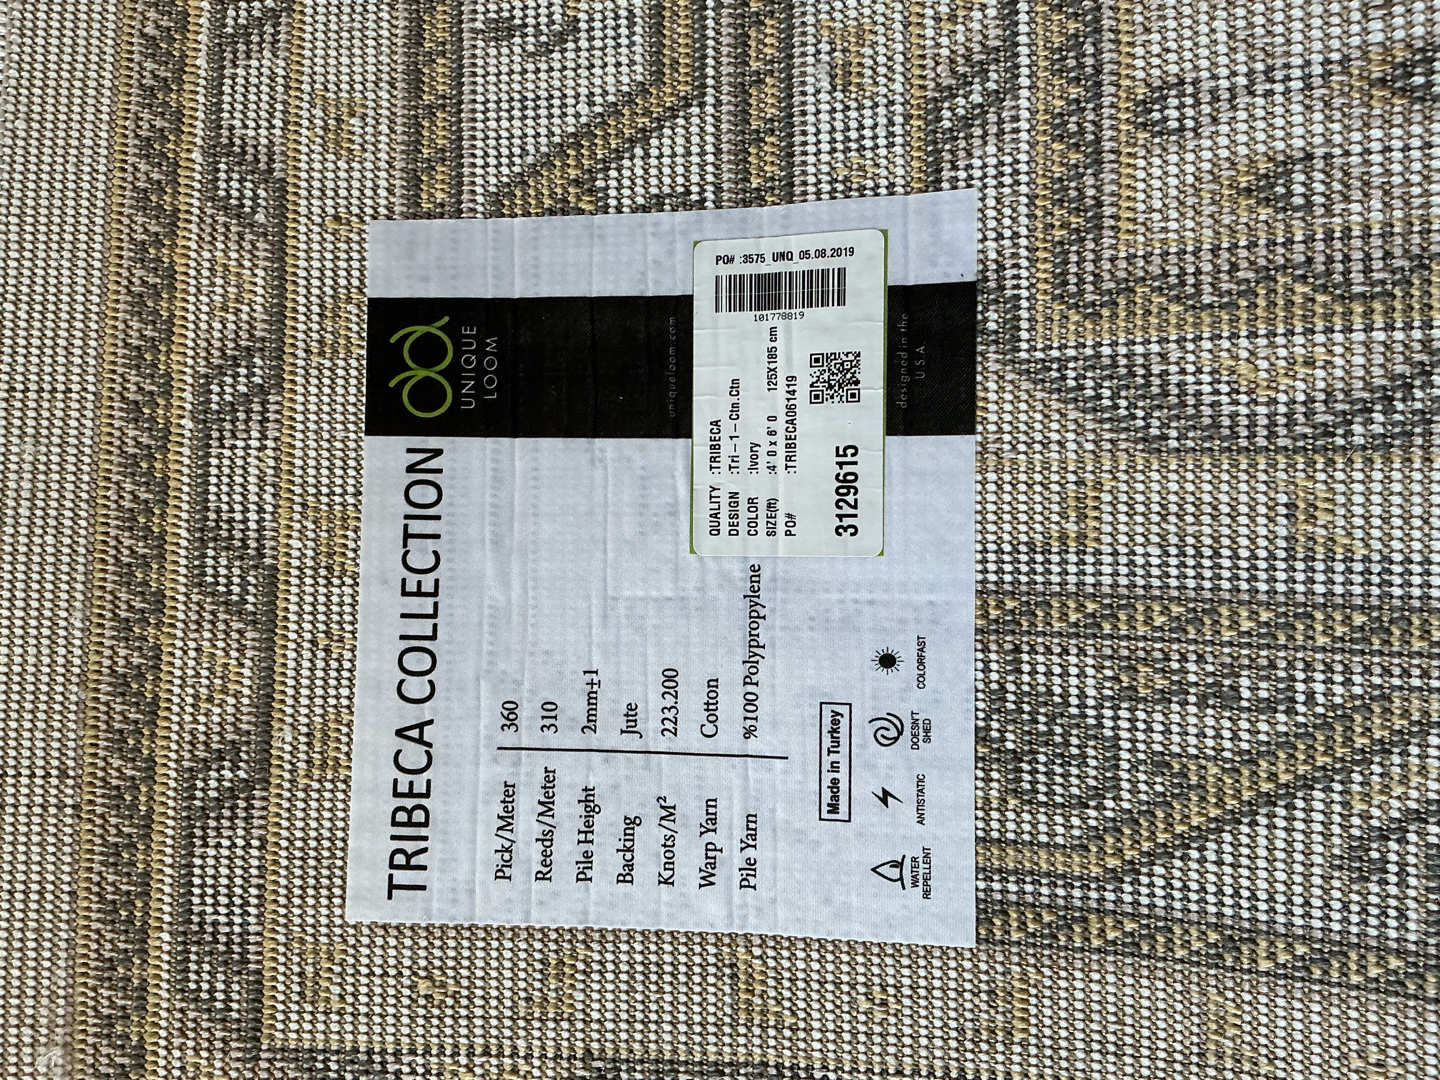 TRIBECA COLLECTION
UNIQUE
LOOM
Pick/Meter 360
Reeds/Meter 310
Pile Height 2mm±1
Backing Jute
Knots/M² 223.200
Warp Yarn Cotton
Pile Yarn %100 Polypropylene
uniqueloom.com
QUALITY :TRIBECA
DESIGN :Tri – 1 – Ctn.Ctn
COLOR :Ivory
SIZE(ft) :4' 0 x 6' 0 125X185 cm
PO# :TRIBECA061419
3129615
PO# :3575_UNQ_05.08.2019
101778819
Made in Turkey
WATER
REPELLENT
ANTISTATIC
DOESN'T
SHED
COLORFAST
designed in the
U.S.A.